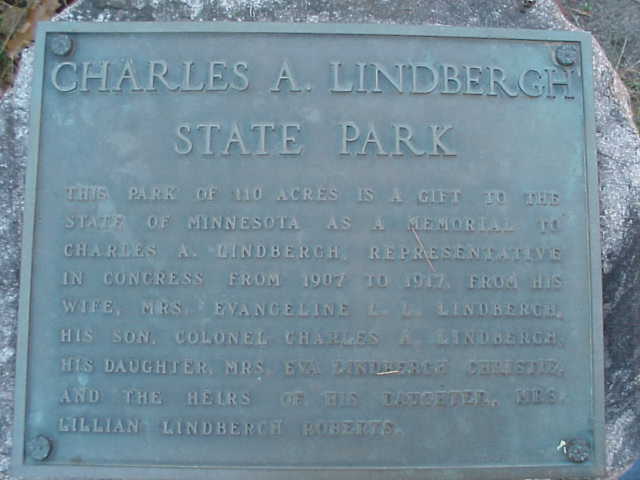 CHARLES A. LINDBERGH
STATE PARK
THIS PARK OF 110 ACRES IS A GIFT TO THE
STATE OF MINNESOTA AS A MEMORIAL TO
CHARLES A. LINDBERGH, REPRESENTATIVE
IN CONGRESS FROM 1907 TO 1917, FROM HIS
WIFE, MRS. EVANGELINE L. L. LINDBERGH,
HIS SON, COLONEL CHARLES A. LINDBERGH,
HIS DAUGHTER, MRS. EVA LINDBERGH CHRISTIE,
AND THE HEIRS OF HIS DAUGHTER, MRS.
LILLIAN LINDBERGH ROBERTS.